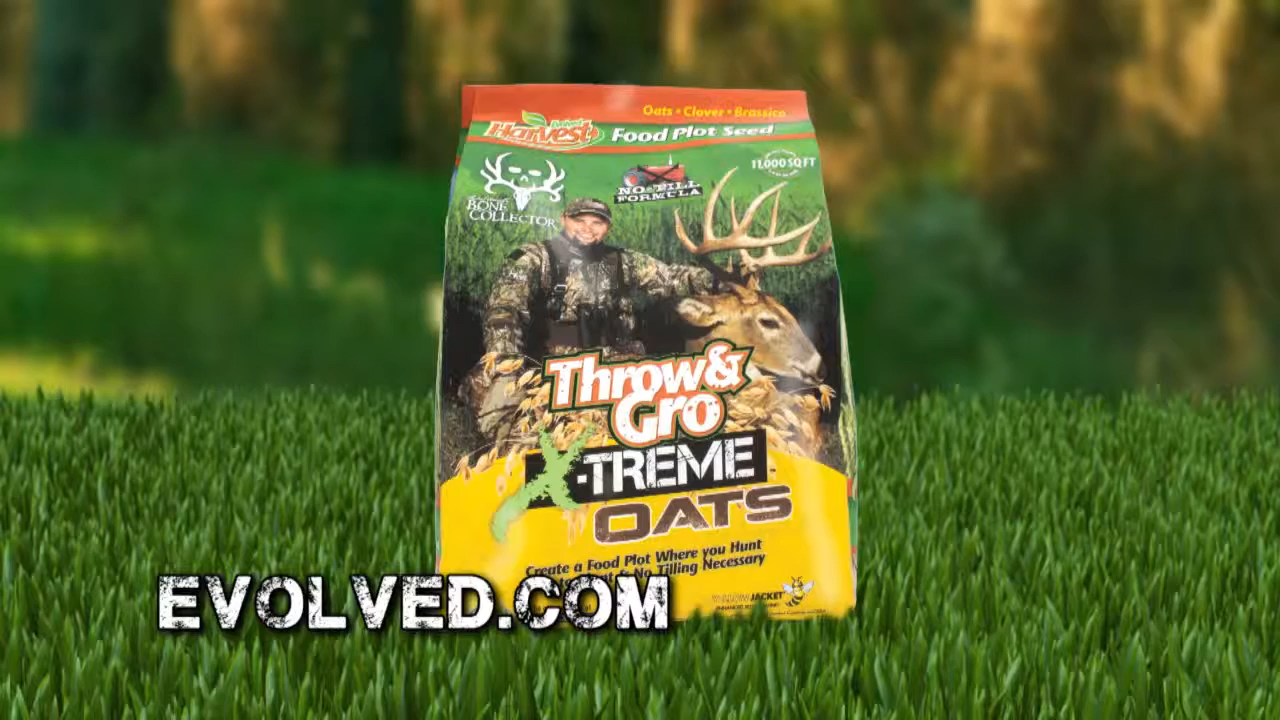 Oats • Clover • Brassica
Evolved
Harvest
Food Plot Seed
11,000 SQ FT
BONE
COLLECTOR
NO TILL
FORMULA
Throw &
Gro
X-TREME
OATS
Create a Food Plot Where you Hunt
& No Tilling Necessary
YELLOW JACKET
EVOLVED.COM